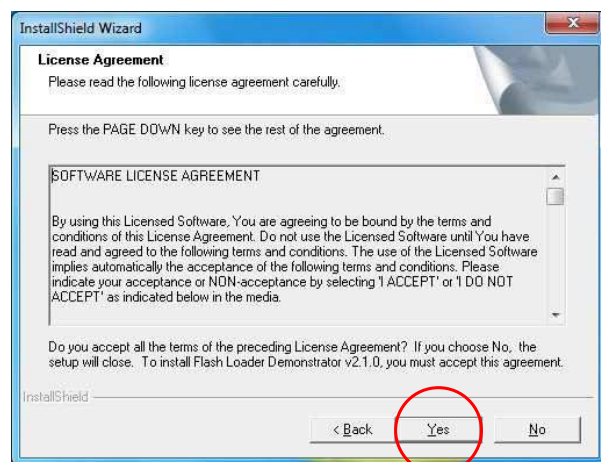 InstallShield Wizard
License Agreement
Please read the following license agreement carefully.
Press the PAGE DOWN key to see the rest of the agreement.
SOFTWARE LICENSE AGREEMENT
By using this Licensed Software, You are agreeing to be bound by the terms and
conditions of this License Agreement. Do not use the Licensed Software until You have
read and agreed to the following terms and conditions. The use of the Licensed Software
implies automatically the acceptance of the following terms and conditions. Please
indicate your acceptance or NON-acceptance by selecting 'I ACCEPT' or 'I DO NOT
ACCEPT' as indicated below in the media.
Do you accept all the terms of the preceding License Agreement? If you choose No, the
setup will close. To install Flash Loader Demonstrator v2.1.0, you must accept this agreement.
InstallShield
< Back Yes No